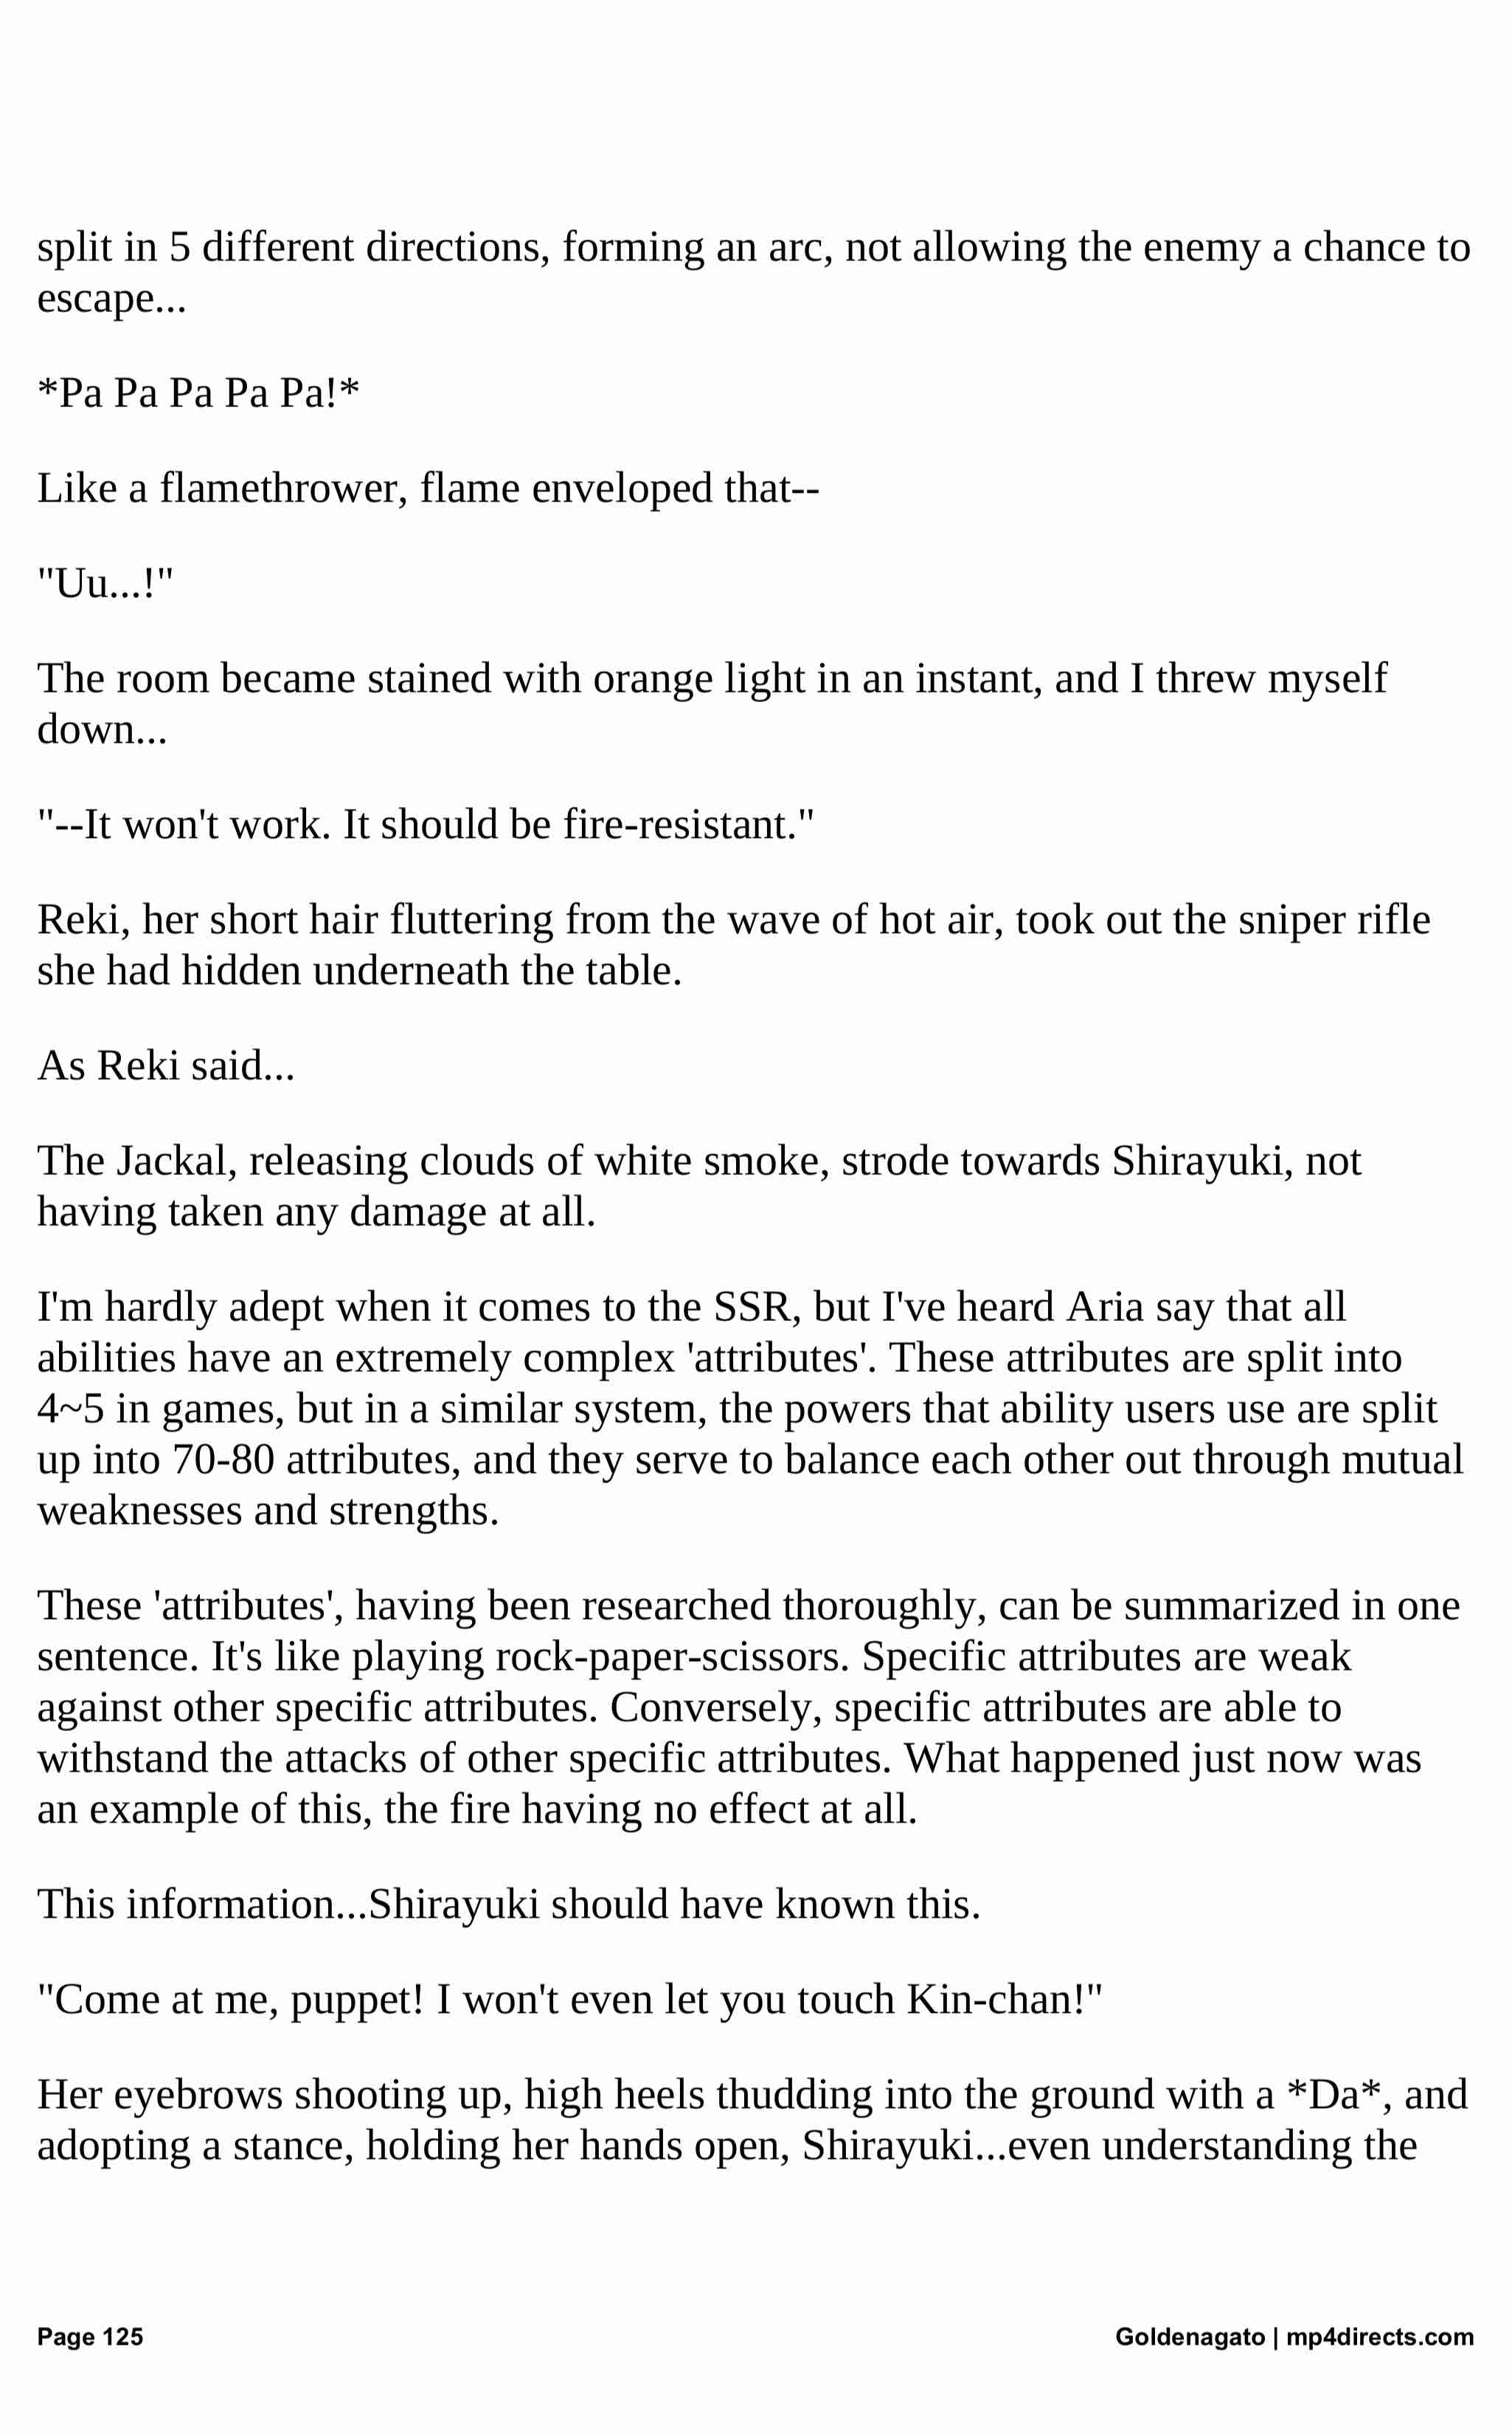 split in 5 different directions, forming an arc, not allowing the enemy a chance to
escape...
*Pa Pa Pa Pa Pa!*
Like a flamethrower, flame enveloped that--
"Uu...!"
The room became stained with orange light in an instant, and I threw myself
down...
"--It won't work. It should be fire-resistant."
Reki, her short hair fluttering from the wave of hot air, took out the sniper rifle
she had hidden underneath the table.
As Reki said...
The Jackal, releasing clouds of white smoke, strode towards Shirayuki, not
having taken any damage at all.
I'm hardly adept when it comes to the SSR, but I've heard Aria say that all
abilities have an extremely complex 'attributes'. These attributes are split into
4~5 in games, but in a similar system, the powers that ability users use are split
up into 70-80 attributes, and they serve to balance each other out through mutual
weaknesses and strengths.
These 'attributes', having been researched thoroughly, can be summarized in one
sentence. It's like playing rock-paper-scissors. Specific attributes are weak
against other specific attributes. Conversely, specific attributes are able to
withstand the attacks of other specific attributes. What happened just now was
an example of this, the fire having no effect at all.
This information...Shirayuki should have known this.
"Come at me, puppet! I won't even let you touch Kin-chan!"
Her eyebrows shooting up, high heels thudding into the ground with a *Da*, and
adopting a stance, holding her hands open, Shirayuki...even understanding the
Page 125
Goldenagato | mp4directs.com